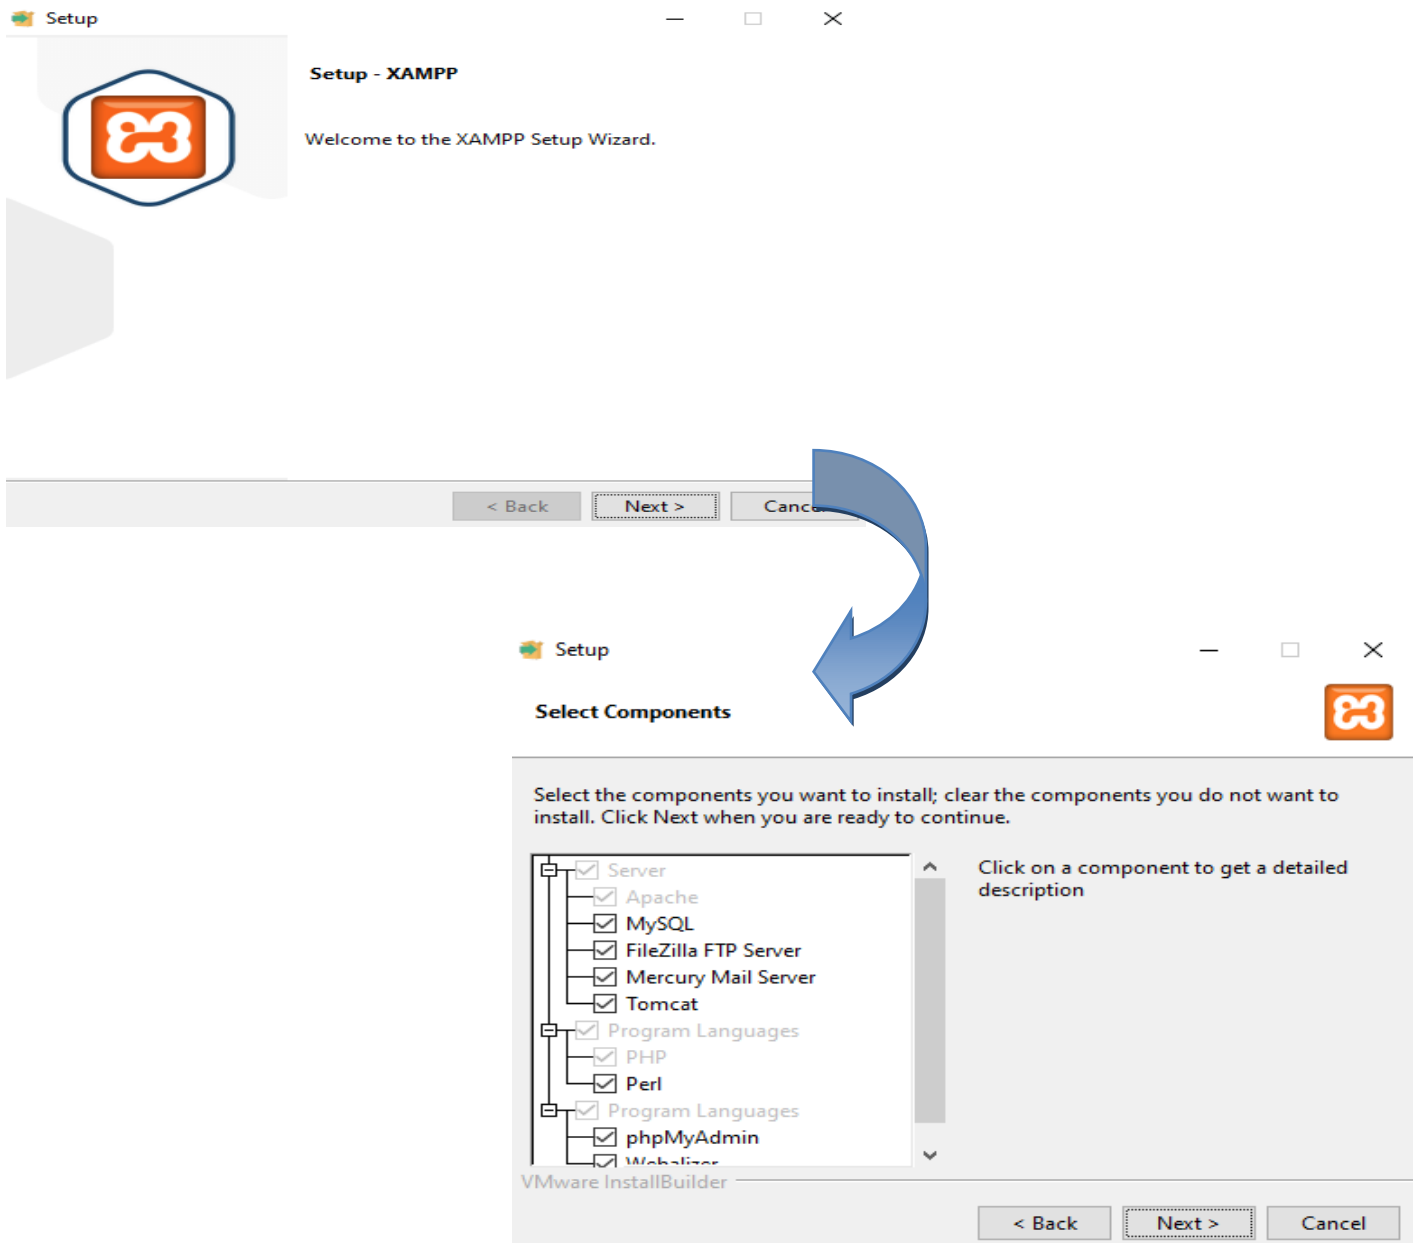 Setup
Setup - XAMPP
Welcome to the XAMPP Setup Wizard.
< Back
Next >
Setup
Select Components
Select the components you want to install; clear the components you do not want to
install. Click Next when you are ready to continue.
Server
Apache
MySQL
FileZilla FTP Server
Mercury Mail Server
Tomcat
Program Languages
PHP
Perl
Program Languages
phpMyAdmin
Click on a component to get a detailed
description
VMware InstallBuilder
< Back
Next >
Cancel